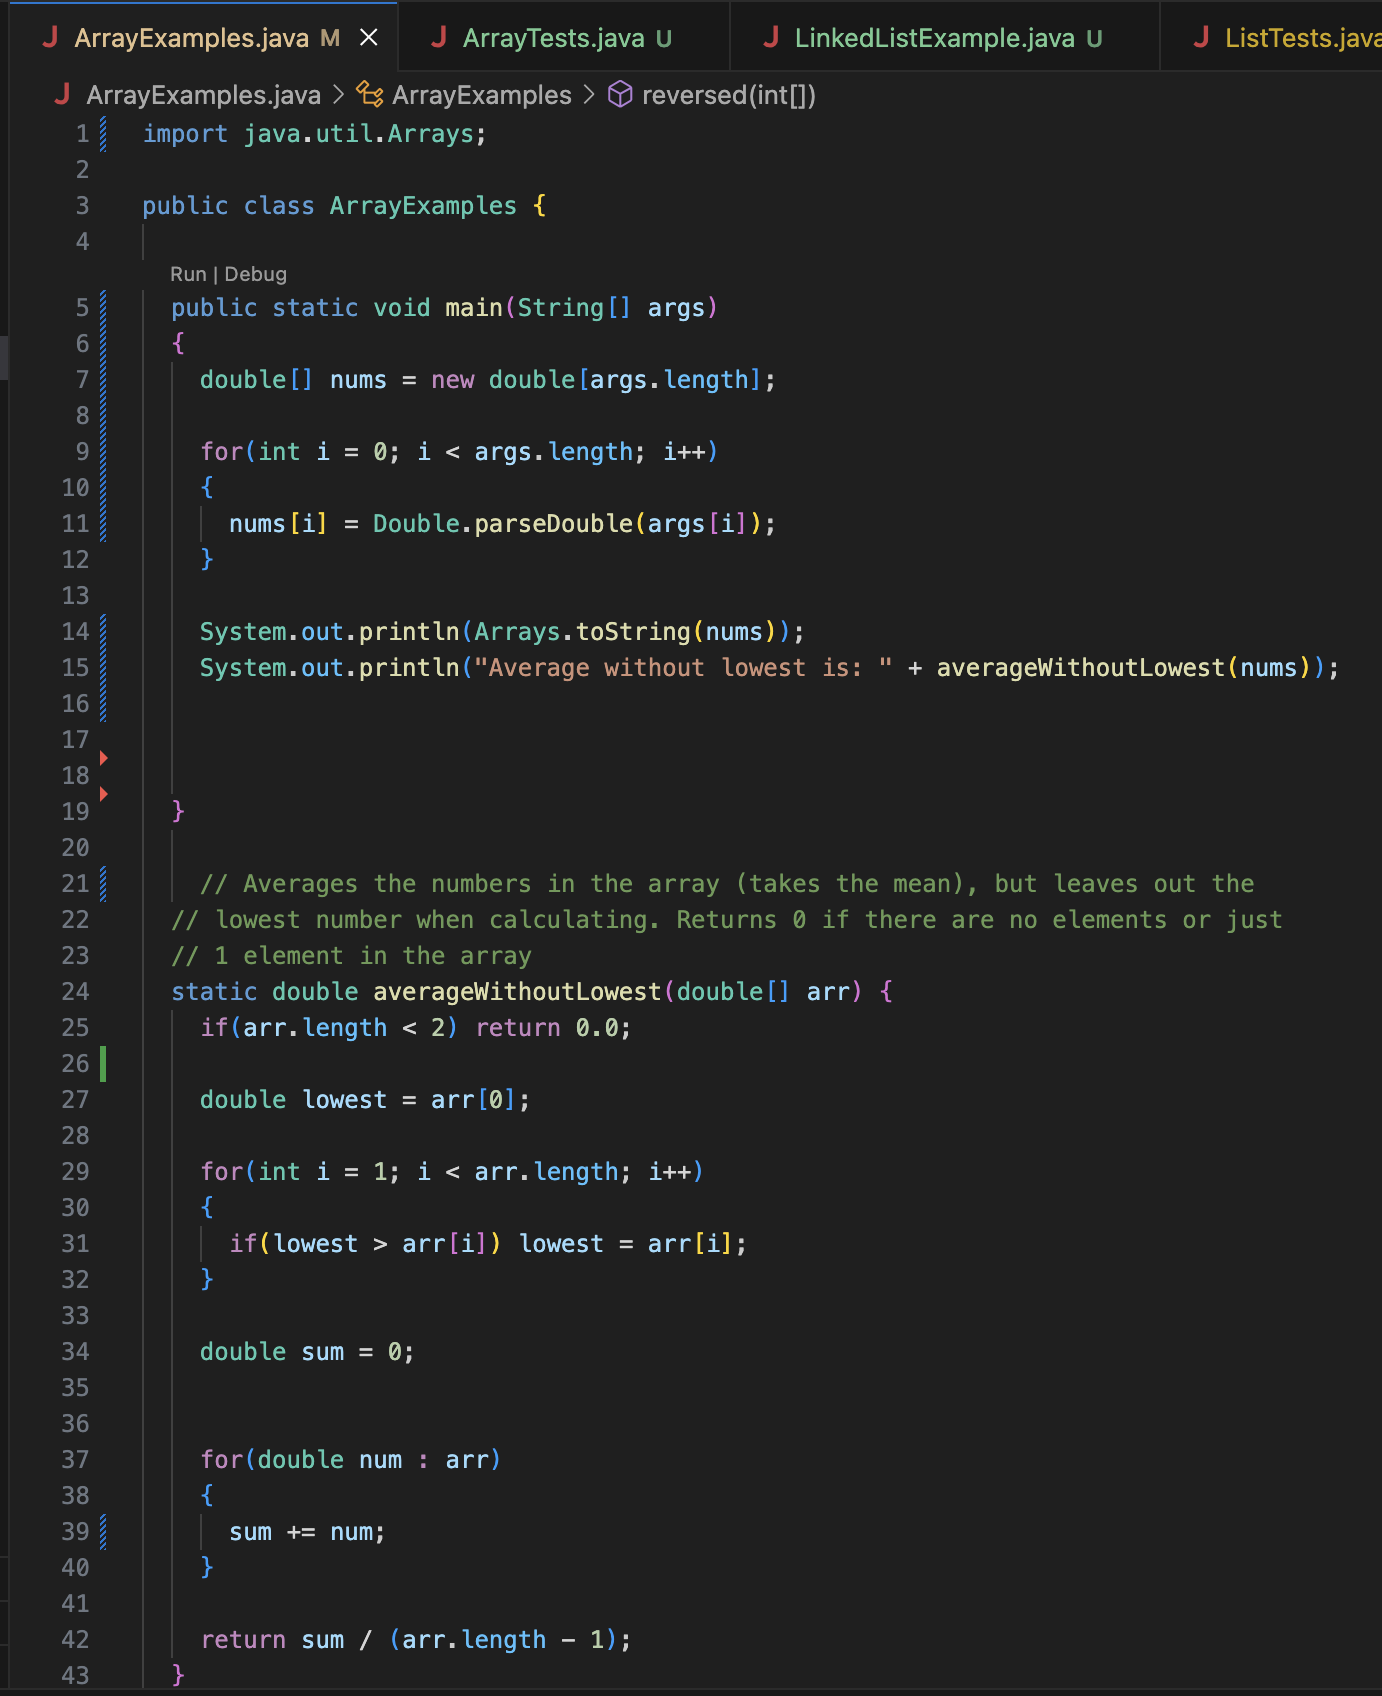 ArrayExamples.java M ArrayTests.java U LinkedListExample.java U ListTests.java
ArrayExamples.java > ArrayExamples > reversed(int[])
1 import java.util.Arrays;
2
3 public class ArrayExamples {
4
Run | Debug
5 public static void main(String[] args)
6 {
7 double[] nums = new double[args.length];
8
9 for(int i = 0; i < args.length; i++)
10 {
11 nums[i] = Double.parseDouble(args[i]);
12 }
13
14 System.out.println(Arrays.toString(nums));
15 System.out.println("Average without lowest is: " + averageWithoutLowest(nums));
16
17
18
19 }
20
21 // Averages the numbers in the array (takes the mean), but leaves out the
22 // lowest number when calculating. Returns 0 if there are no elements or just
23 // 1 element in the array
24 static double averageWithoutLowest(double[] arr) {
25 if(arr.length < 2) return 0.0;
26
27 double lowest = arr[0];
28
29 for(int i = 1; i < arr.length; i++)
30 {
31 if(lowest > arr[i]) lowest = arr[i];
32 }
33
34 double sum = 0;
35
36
37 for(double num : arr)
38 {
39 sum += num;
40 }
41
42 return sum / (arr.length - 1);
43 }